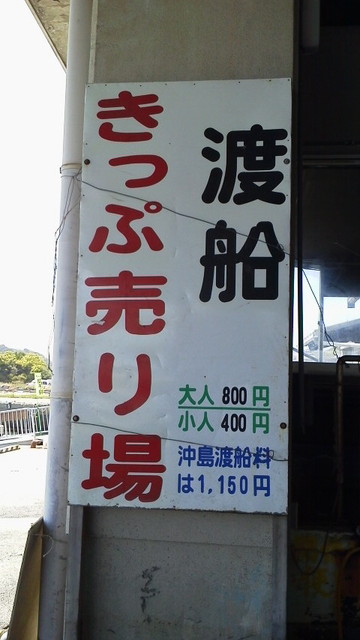 渡船
きっぷ売り場
大人 800円
小人 400円
沖島渡船料
は1,150円